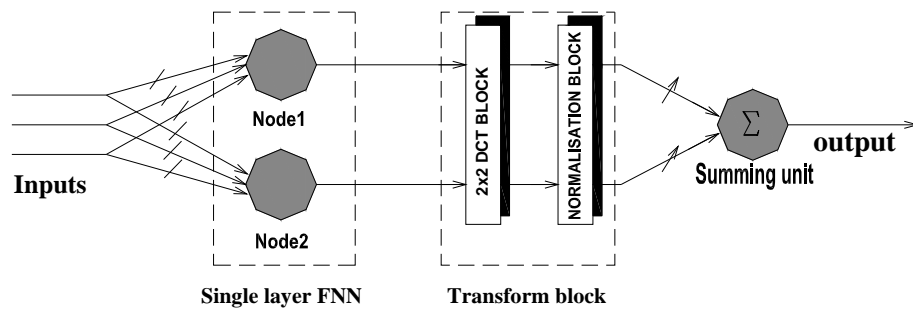 Inputs
Node1
Node2
Single layer FNN
2x2 DCT BLOCK
NORMALISATION BLOCK
Transform block
Σ
Summing unit
output